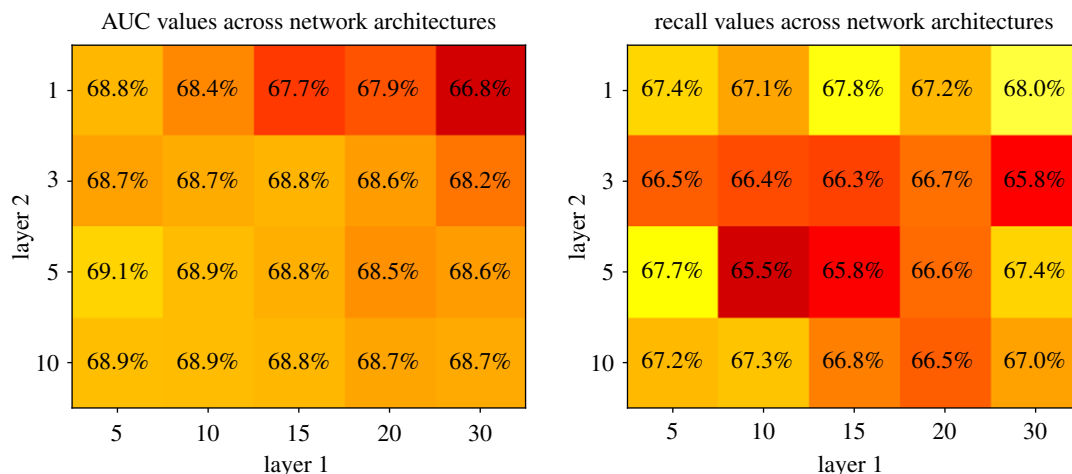 AUC values across network architectures
1 68.8% 68.4% 67.7% 67.9% 66.8%
3 68.7% 68.7% 68.8% 68.6% 68.2%
layer 2
5 69.1% 68.9% 68.8% 68.5% 68.6%
10 68.9% 68.9% 68.8% 68.7% 68.7%
5 10 15 20 30
layer 1
recall values across network architectures
1 67.4% 67.1% 67.8% 67.2% 68.0%
3 66.5% 66.4% 66.3% 66.7% 65.8%
layer 2
5 67.7% 65.5% 65.8% 66.6% 67.4%
10 67.2% 67.3% 66.8% 66.5% 67.0%
5 10 15 20 30
layer 1